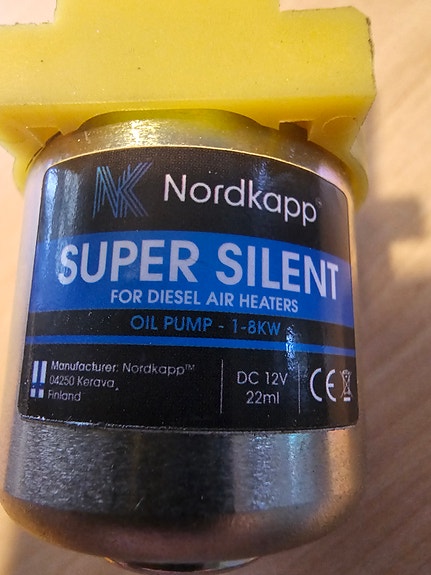 NK Nordkapp™
SUPER SILENT
FOR DIESEL AIR HEATERS
OIL PUMP - 1-8KW
Manufacturer: Nordkapp™
04250 Kerava
Finland
DC 12V
22ml
CE